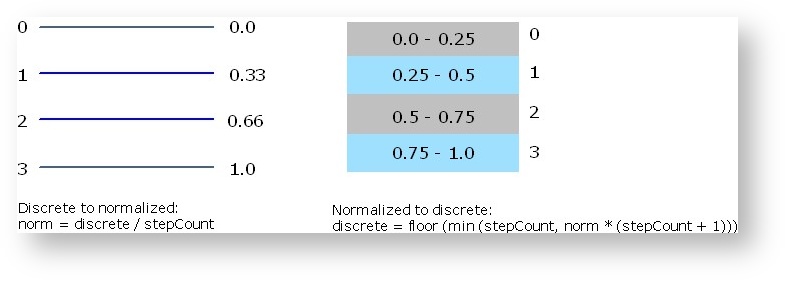 0 0.0
1 0.33
2 0.66
3 1.0
Discrete to normalized:
norm = discrete / stepCount
0.0 - 0.25 0
0.25 - 0.5 1
0.5 - 0.75 2
0.75 - 1.0 3
Normalized to discrete:
discrete = floor (min (stepCount, norm * (stepCount + 1)))